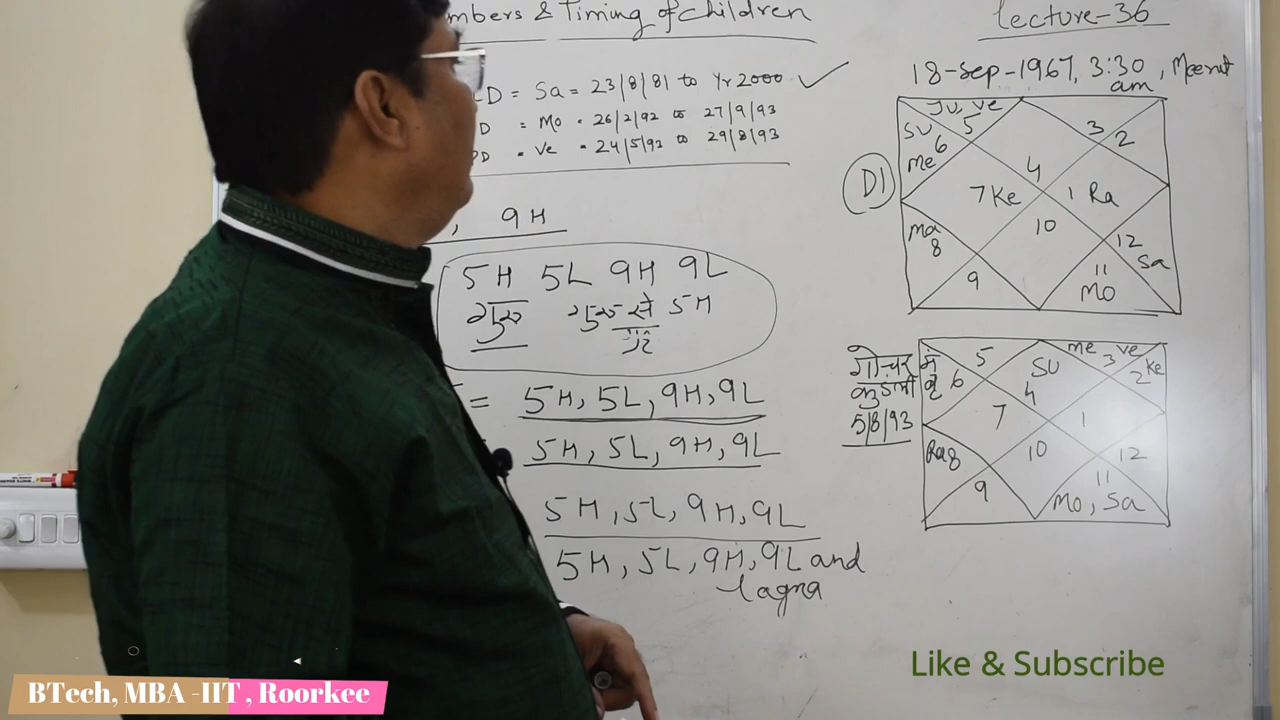 mbers & Timing of children
Lecture-36
D = Sa = 23/8/81 to Yr 2000 ✓
D = Mo = 26/2/92 to 27/9/93
PD = Ve = 24/5/93 to 29/8/93
, 9H
5H 5L 9H 9L
गुरु गुरु से 5H
= 5H, 5L, 9H, 9L
5H, 5L, 9H, 9L
5H, 5L, 9H, 9L
5H, 5L, 9H, 9L and
lagna
18-Sep-1967, 3:30, Meerut
am
D1
Ju, Ve
5
Su
6
Me
3
2
4
7 Ke
1 Ra
10
Ma
8
9
12
Sa
11
Mo
गोचर में
कुंडली
5/8/93
5
6
Su
4
Me
3
Ve
2
Ke
7
1
10
Ra 8
9
12
11
Mo, Sa
Like & Subscribe
BTech, MBA -IIT , Roorkee